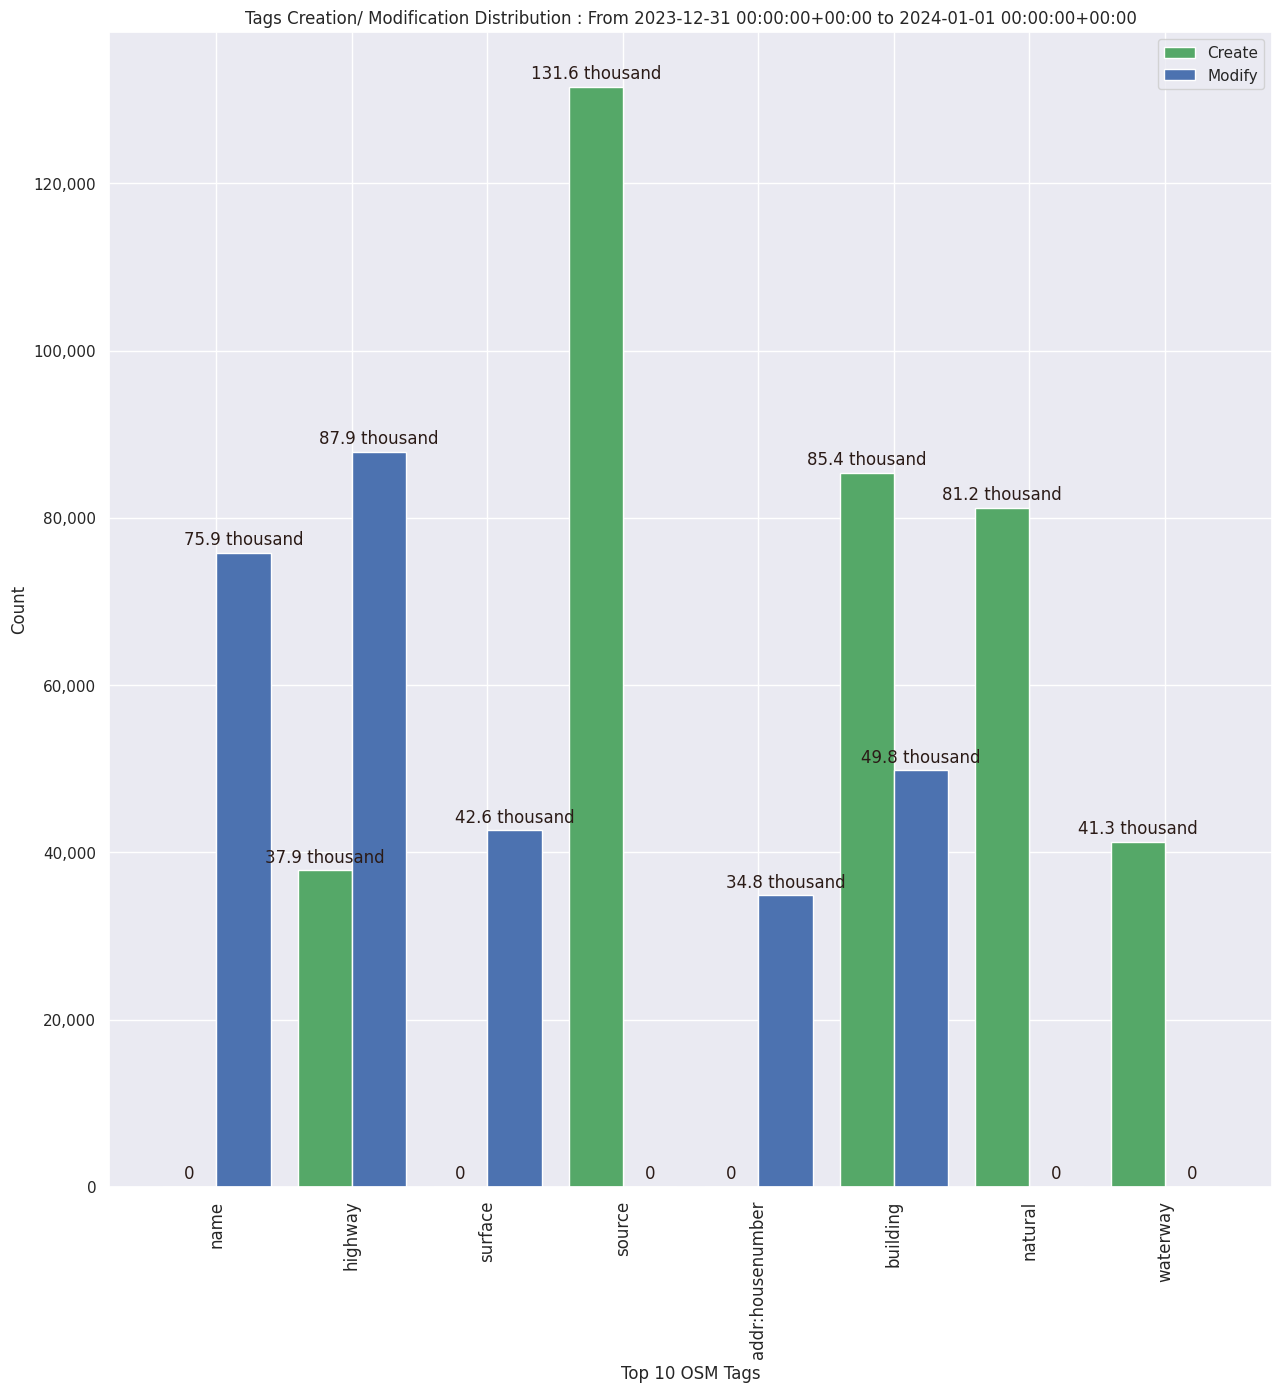 Tags Creation/ Modification Distribution : From 2023-12-31 00:00:00+00:00 to 2024-01-01 00:00:00+00:00
Create
Modify
131.6 thousand
120,000
100,000
87.9 thousand
85.4 thousand
81.2 thousand
80,000
75.9 thousand
Count
60,000
49.8 thousand
42.6 thousand
41.3 thousand
40,000
37.9 thousand
34.8 thousand
20,000
0
0
0
0
0
0
0
name
highway
surface
source
addr:housenumber
building
natural
waterway
Top 10 OSM Tags